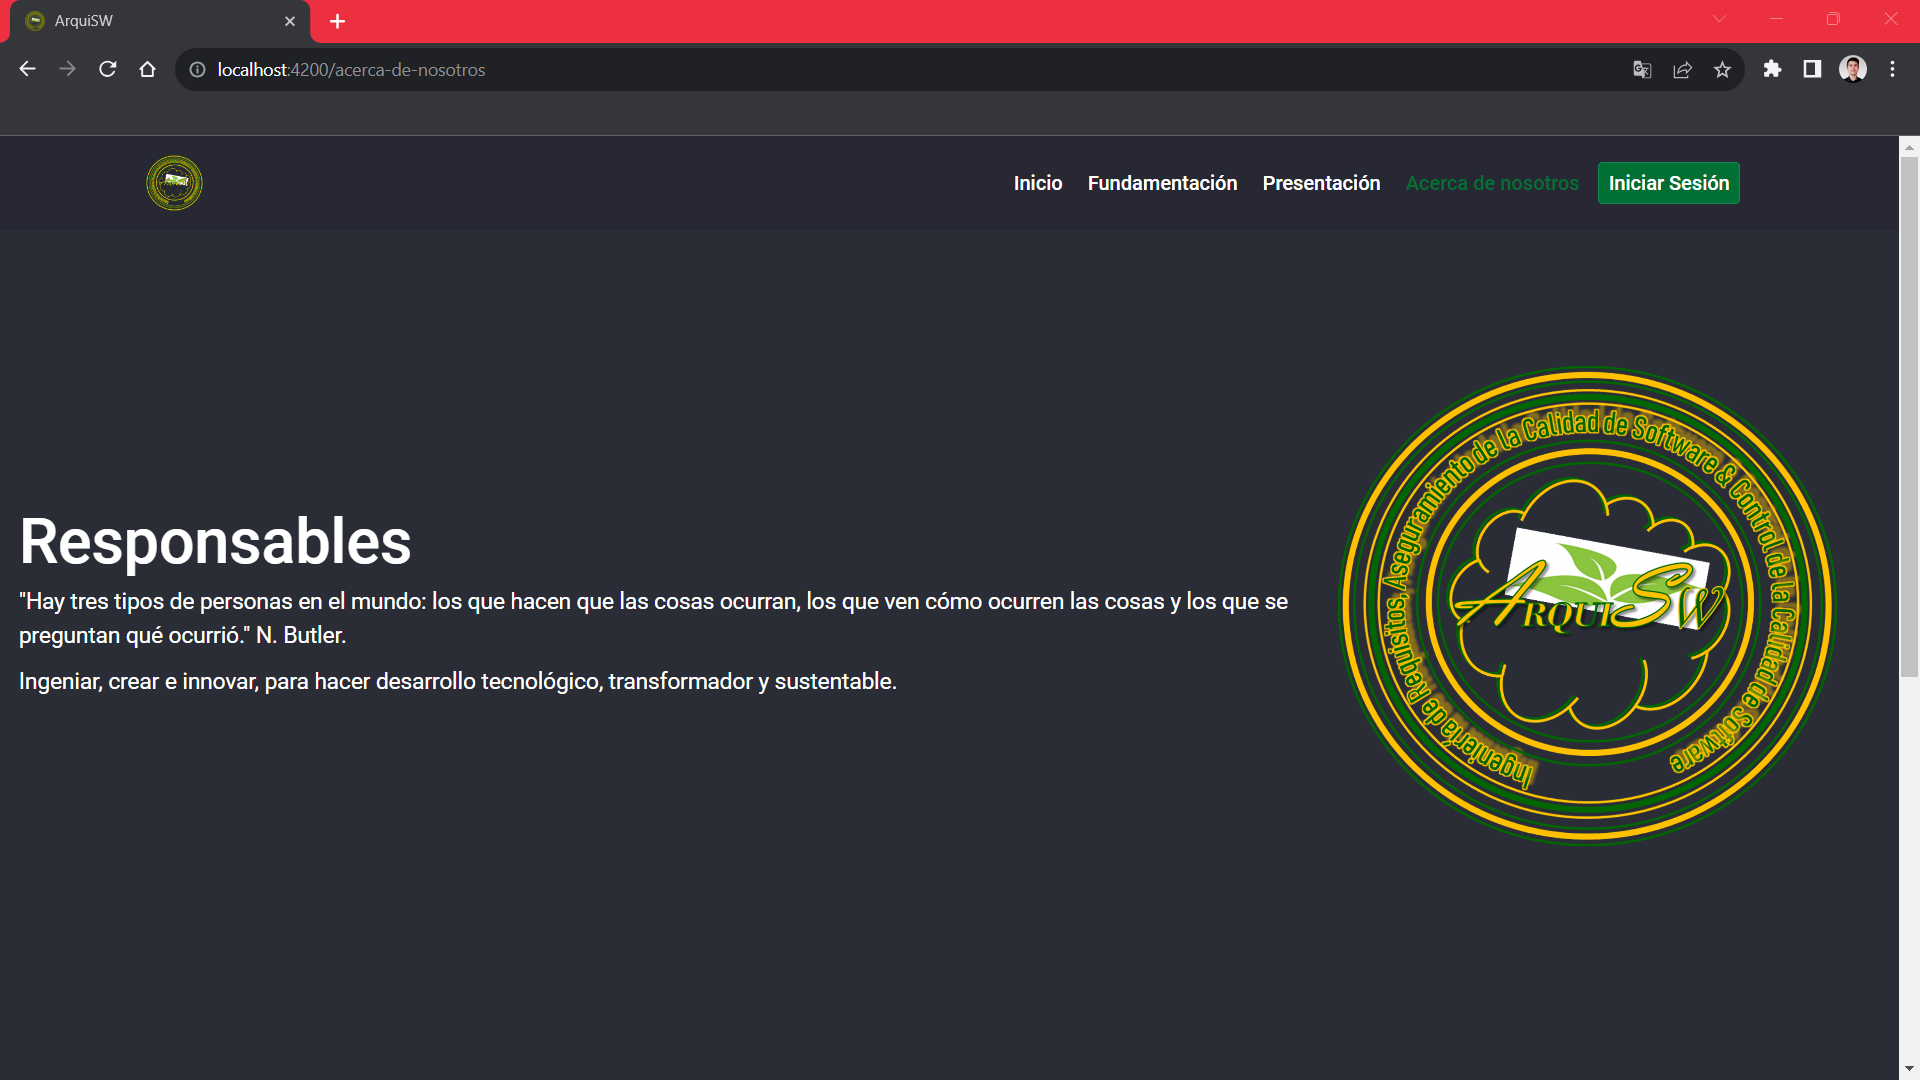 ArquiSW
localhost:4200/acerca-de-nosotros
Inicio
Fundamentación
Presentación
Acerca de nosotros
Iniciar Sesión
Responsables
"Hay tres tipos de personas en el mundo: los que hacen que las cosas ocurran, los que ven cómo ocurren las cosas y los que se
preguntan qué ocurrió." N. Butler.
Ingeniar, crear e innovar, para hacer desarrollo tecnológico, transformador y sustentable.
Ingeniería de Requisitos, Aseguramiento de la Calidad de Software & Control de la Calidad de Software
ArquiSW